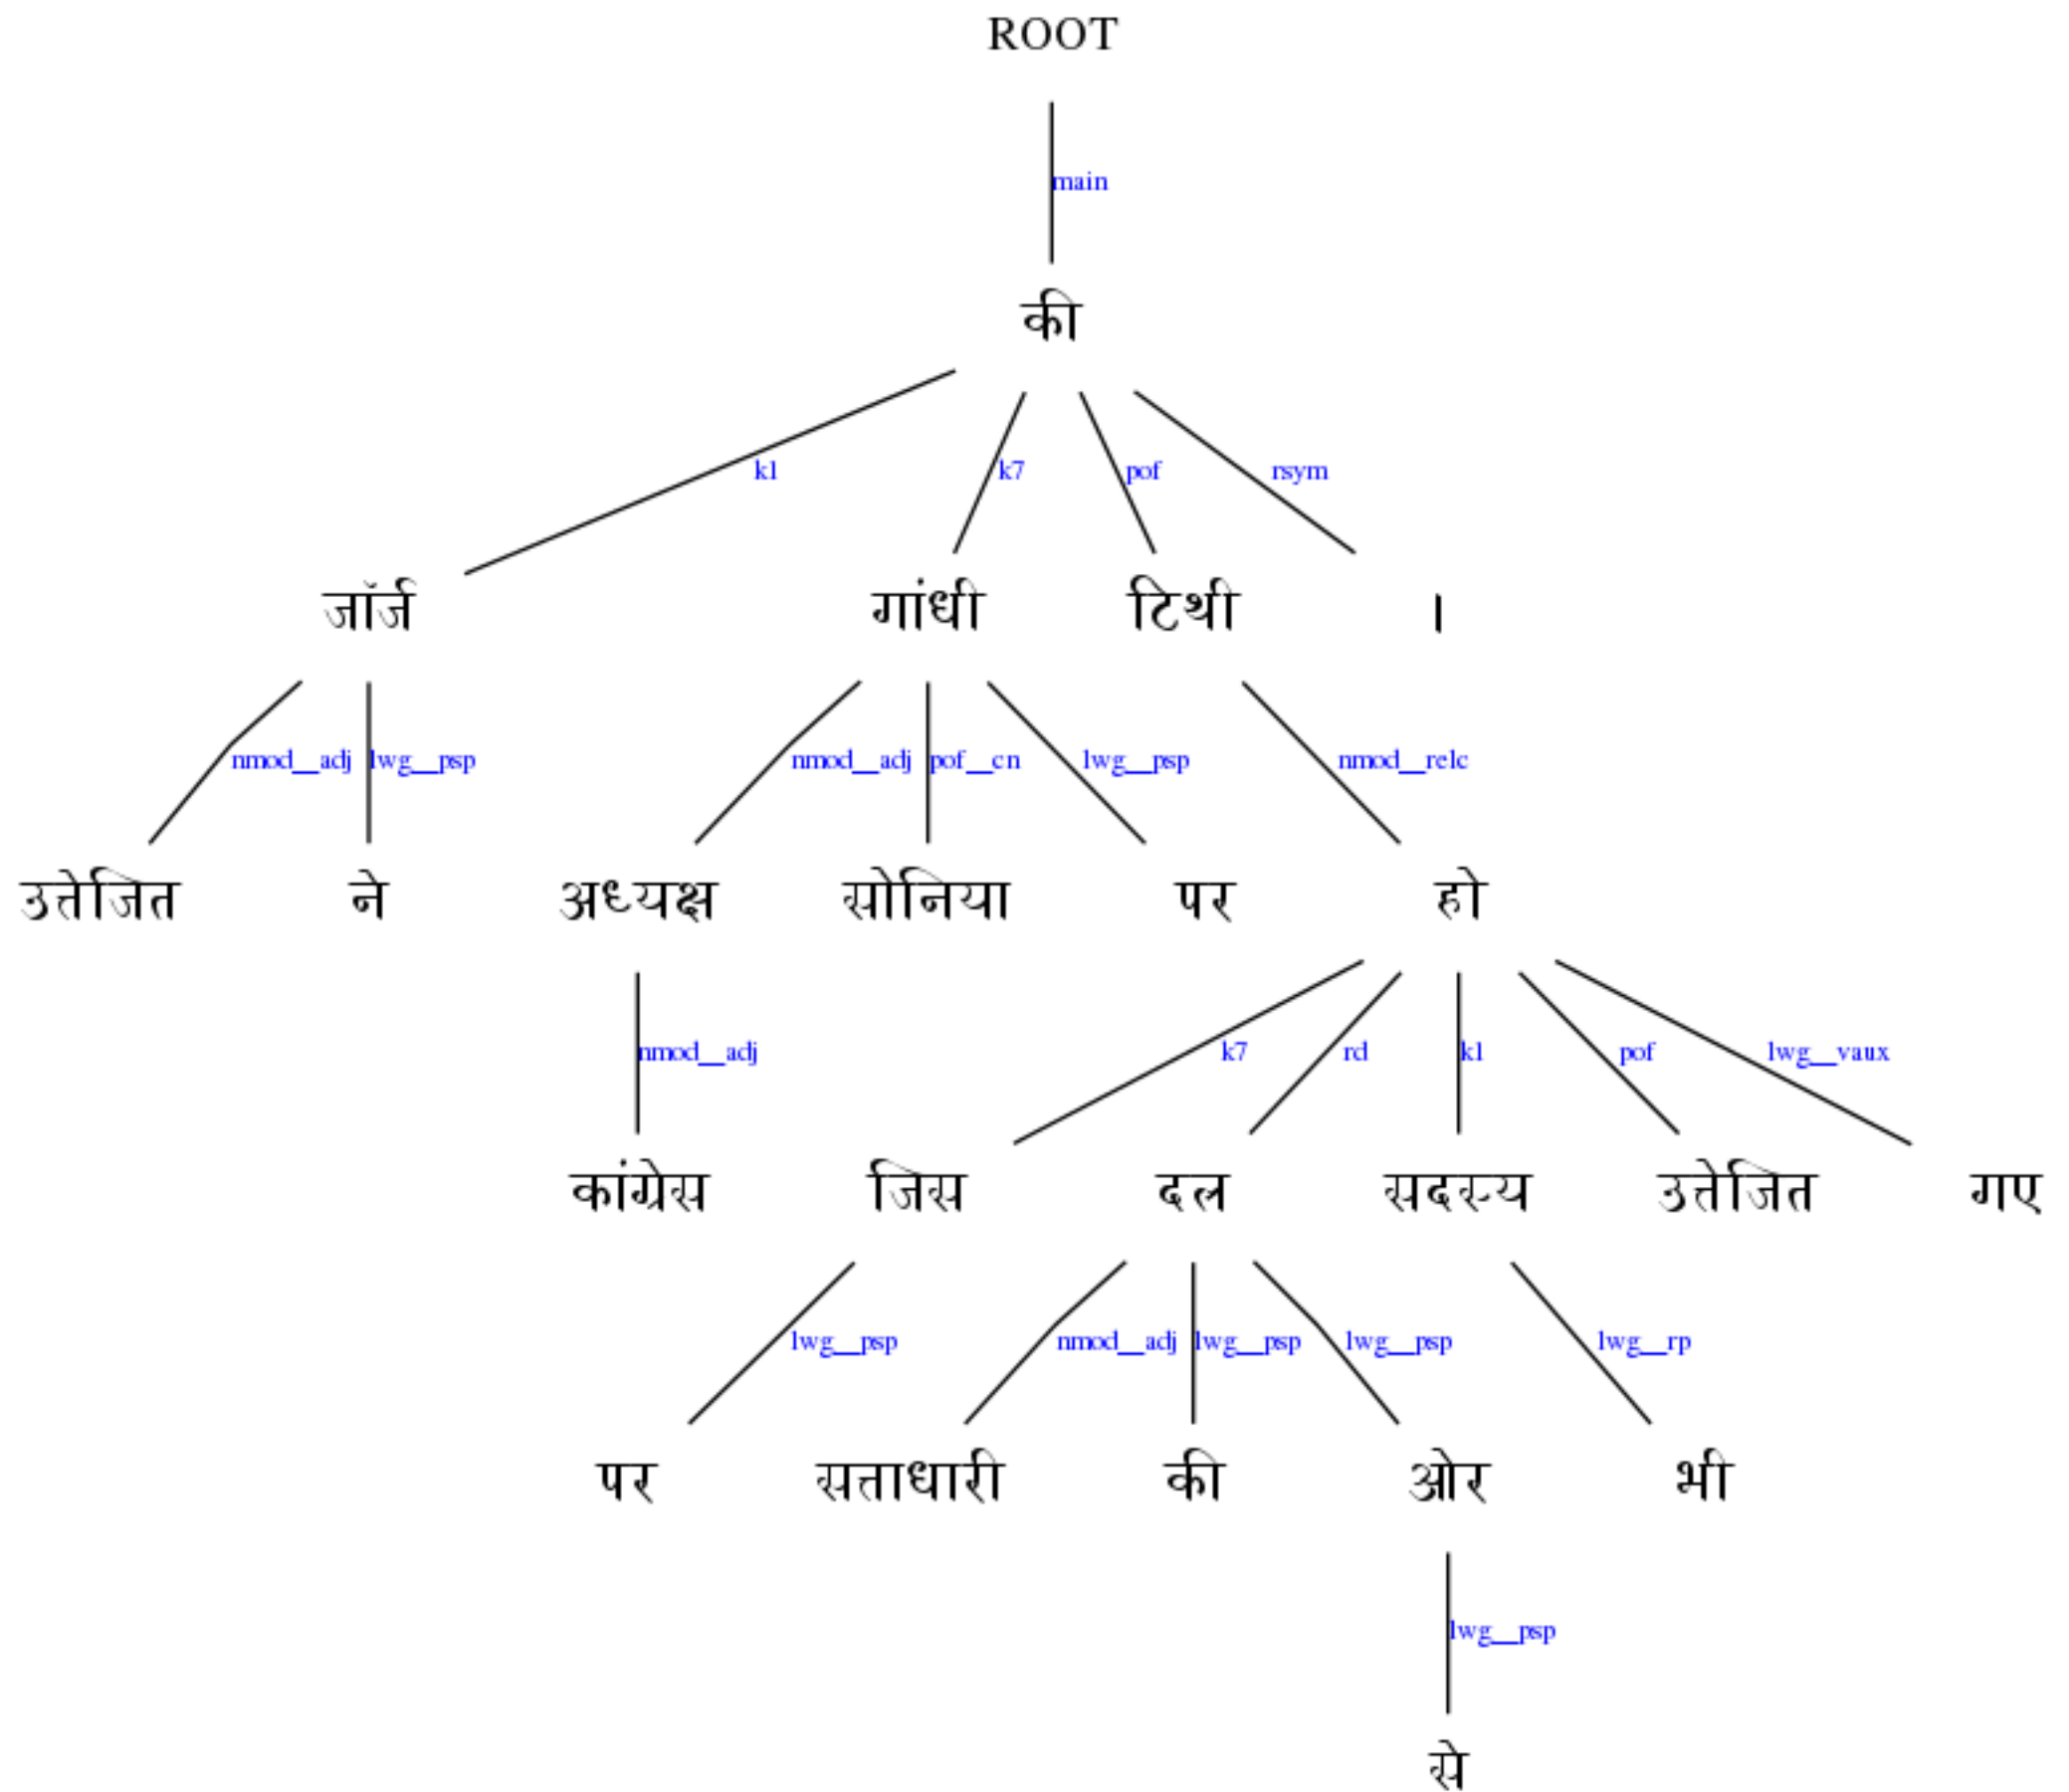 ROOT
main
की
k1 k7 pof rsym
जॉर्ज गांधी टिथी ।
nmod__adj lwg__psp nmod__adj pof__cn lwg__psp nmod__relc
उत्तेजित ने अध्यक्ष सोनिया पर हो
nmod__adj k7 rd k1 pof lwg__vaux
कांग्रेस जिस दल सदस्य उत्तेजित गए
lwg__psp nmod__adj lwg__psp lwg__psp lwg__rp
पर सत्ताधारी की ओर भी
lwg__psp
से